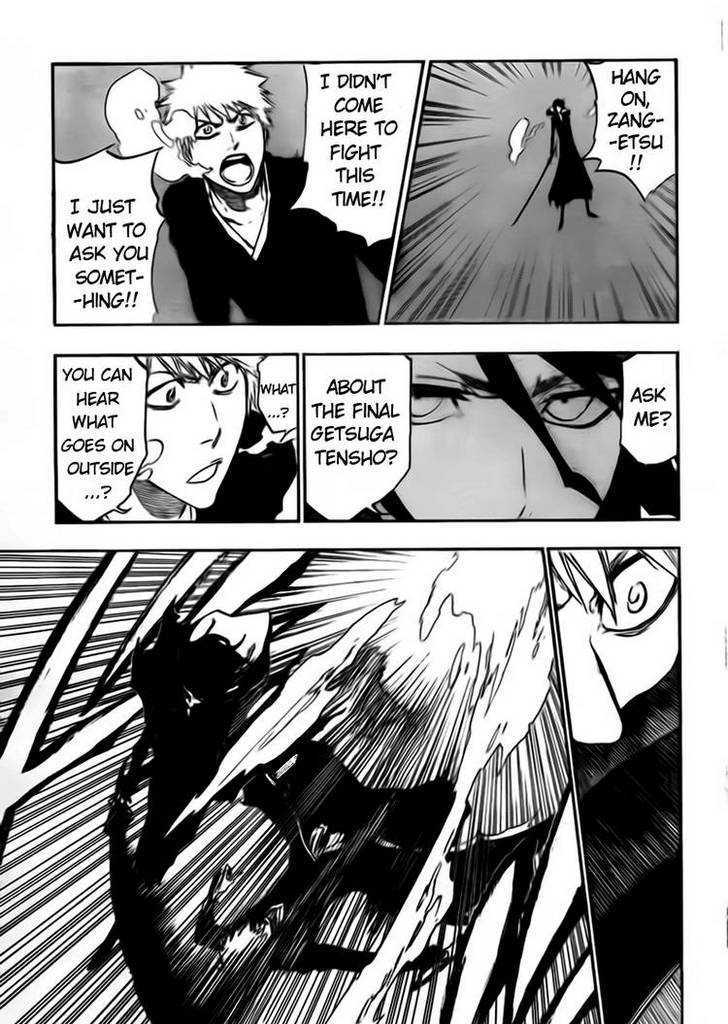 HANG
ON,
ZANG-
-ETSU
!!
I DIDN'T
COME
HERE TO
FIGHT
THIS
TIME!!
I JUST
WANT TO
ASK YOU
SOMET-
-HING!!
ASK
ME?
ABOUT
THE FINAL
GETSUGA
TENSHO?
WHAT
...?
YOU CAN
HEAR
WHAT
GOES ON
OUTSIDE
...?